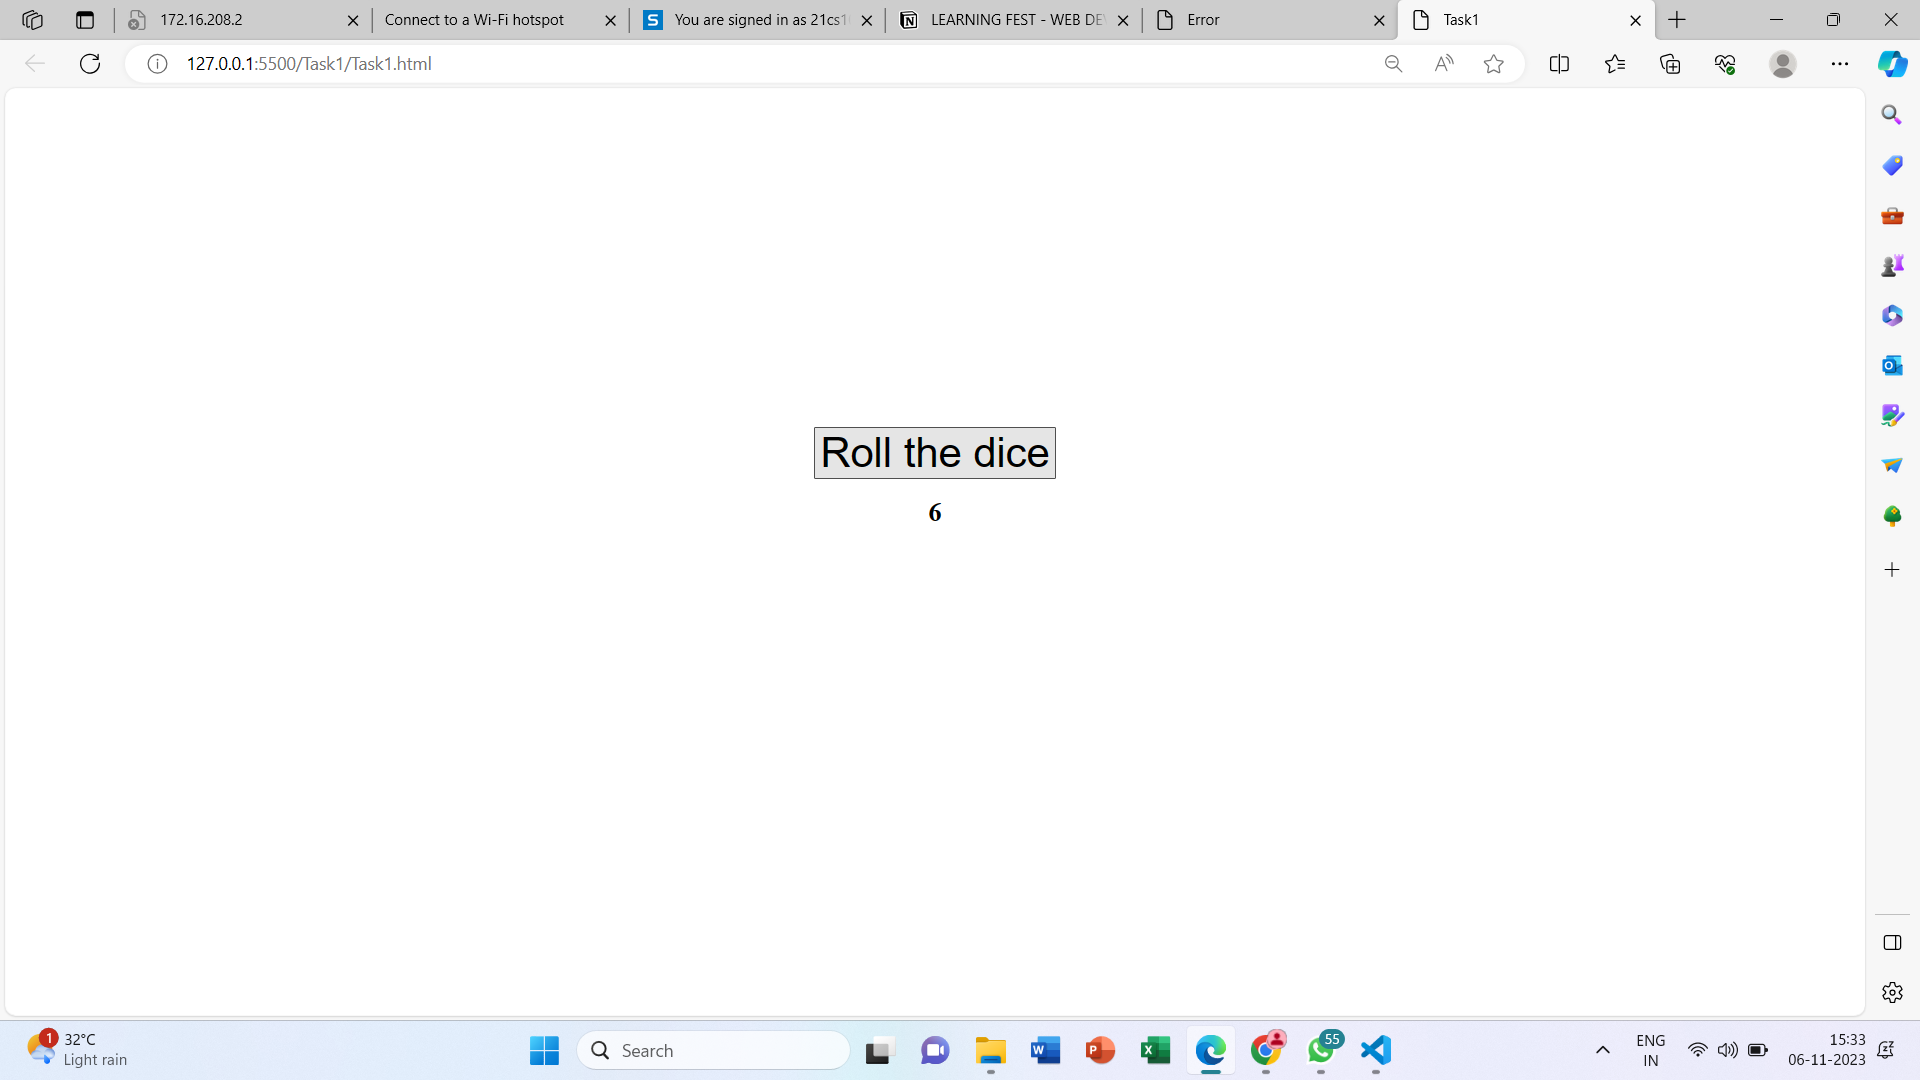 172.16.208.2
Connect to a Wi-Fi hotspot
You are signed in as 21cs1
LEARNING FEST - WEB DE
Error
Task1
127.0.0.1:5500/Task1/Task1.html
Roll the dice
6
1
32°C
Light rain
Search
55
ENG
IN
15:33
06-11-2023